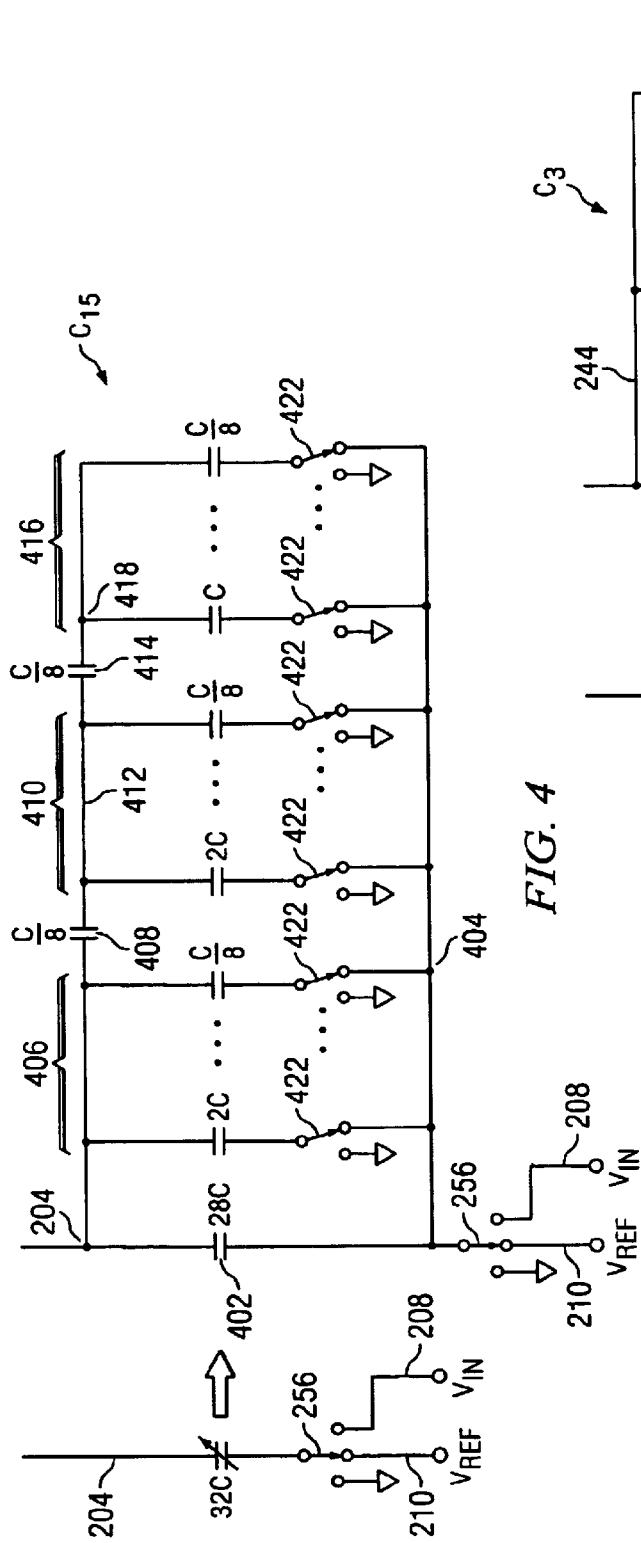 C15
C3
244
406
410
416
C/8
408
412
C/8
414
418
204
28C
402
2C
C/8
2C
C/8
C
C/8
. . .
. . .
. . .
422
422
422
422
422
422
. . .
. . .
. . .
404
256
208
210
VREF
VIN
204
32C
256
208
210
VREF
VIN
FIG. 4